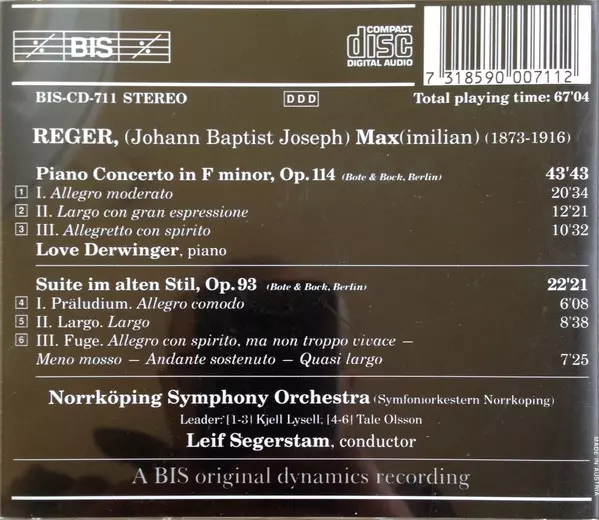 BIS
COMPACT
disc
DIGITAL AUDIO
7 318590 007112
BIS-CD-711 STEREO
DDD
Total playing time: 67'04
REGER, (Johann Baptist Joseph) Max(imilian) (1873-1916)
Piano Concerto in F minor, Op. 114 (Bote & Bock, Berlin) 43'43
1 I. Allegro moderato 20'34
2 II. Largo con gran espressione 12'21
3 III. Allegretto con spirito 10'32
Love Derwinger, piano
Suite im alten Stil, Op. 93 (Bote & Bock, Berlin) 22'21
4 I. Präludium. Allegro comodo 6'08
5 II. Largo. Largo 8'38
6 III. Fuge. Allegro con spirito, ma non troppo vivace –
Meno mosso – Andante sostenuto – Quasi largo 7'25
Norrköping Symphony Orchestra (Symfoniorkestern Norrkoping)
Leader: [1-3] Kjell Lysell; [4-6] Tale Olsson
Leif Segerstam, conductor
A BIS original dynamics recording
MADE IN AUSTRIA